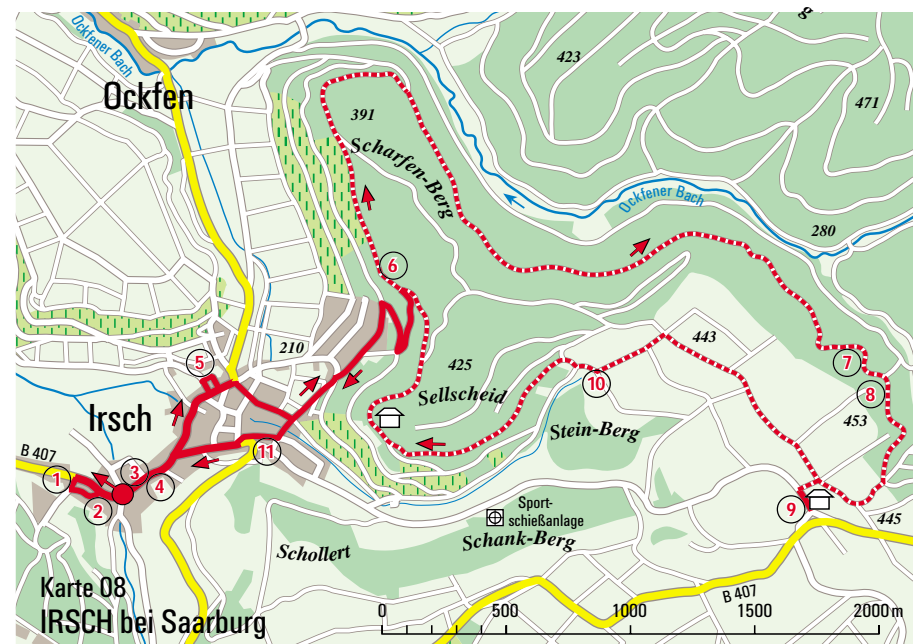 g
423
Ockfener
Bach
Ockfen
471
391
Scharfen-Berg
Ockfener Bach
280
6
443
210
5
425
7
8
Sellscheid
10
Irsch
453
Stein-Berg
B 407
1
3
11
2
4
9
Sport-
schießanlage
445
Schollert
Schank-Berg
B 407
Karte 08
IRSCH bei Saarburg
0 500 1000 1500 2000 m